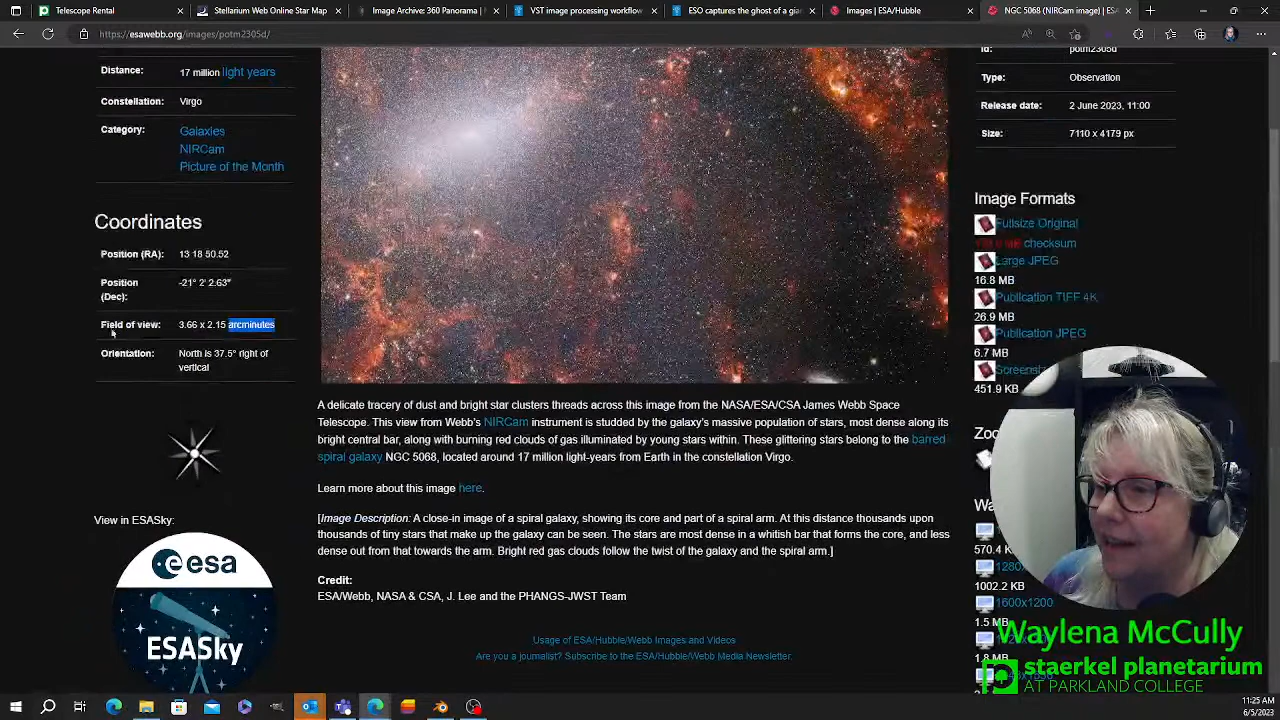 Telescope Rental
Stellarium Web Online Star Map
Image Archives 360 Panorama |
VST image processing workflow
ESO captures the ghost of a gia
Images | ESA/Hubble
NGC 5068 (NIRCam image) | ES
https://esawebb.org/images/potm2305d/
Distance: 17 million light years
Constellation: Virgo
Category: Galaxies
NIRCam
Picture of the Month
Coordinates
Position (RA): 13 18 50.52
Position (Dec): -21° 2' 2.63"
Field of view: 3.66 x 2.15 arcminutes
Orientation: North is 37.5° right of vertical
View in ESASky:
esa
ESASky
A delicate tracery of dust and bright star clusters threads across this image from the NASA/ESA/CSA James Webb Space
Telescope. This view from Webb's NIRCam instrument is studded by the galaxy's massive population of stars, most dense along its
bright central bar, along with burning red clouds of gas illuminated by young stars within. These glittering stars belong to the barred
spiral galaxy NGC 5068, located around 17 million light-years from Earth in the constellation Virgo.
Learn more about this image here.
[Image Description: A close-in image of a spiral galaxy, showing its core and part of a spiral arm. At this distance thousands upon
thousands of tiny stars that make up the galaxy can be seen. The stars are most dense in a whitish bar that forms the core, and less
dense out from that towards the arm. Bright red gas clouds follow the twist of the galaxy and the spiral arm.]
Credit:
ESA/Webb, NASA & CSA, J. Lee and the PHANGS-JWST Team
Usage of ESA/Hubble/Webb Images and Videos
Are you a journalist? Subscribe to the ESA/Hubble/Webb Media Newsletter.
Id: potm2305d
Type: Observation
Release date: 2 June 2023, 11:00
Size: 7110 x 4179 px
Image Formats
Fullsize Original
checksum
Large JPEG
16.8 MB
Publication TIFF 4K
26.9 MB
Publication JPEG
6.7 MB
Screensiz
451.9 KB
Zoo
Wa
570.4 K
1280
1002.2 KB
1600x1200
1.5 M
1.8 MB
Waylena McCully
staerkel planetarium
AT PARKLAND COLLEGE
11:25 AM
6/5/2023